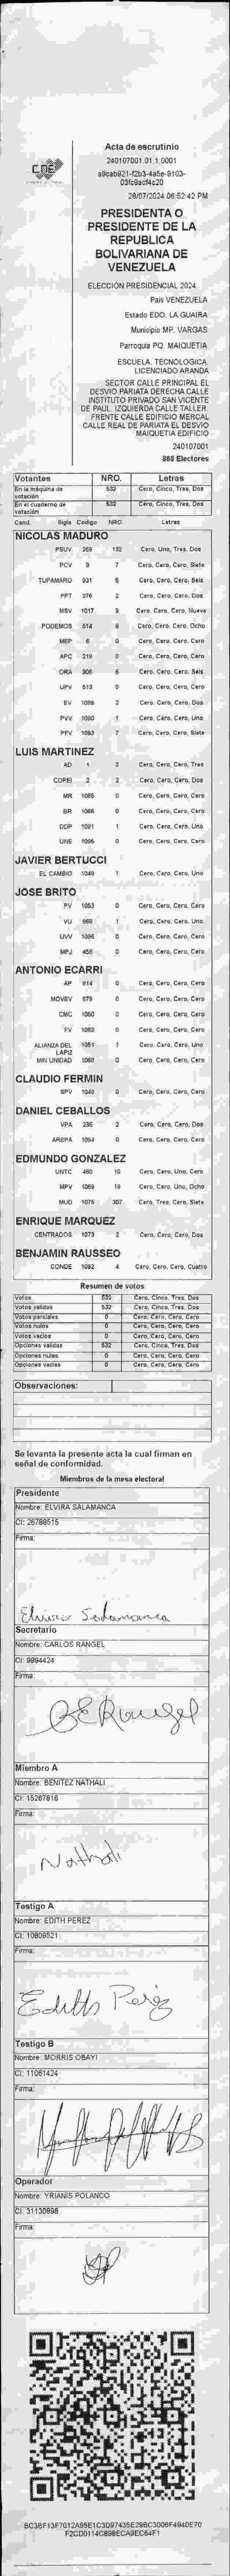 CNE
Acta de escrutinio
240107001.01.1.0001
28/07/2024 06:52:42 PM
PRESIDENTA O
PRESIDENTE DE LA
REPUBLICA
BOLIVARIANA DE
VENEZUELA
ELECCIÓN PRESIDENCIAL 2024
País VENEZUELA
Estado EDO. LA GUAIRA
Municipio MP. VARGAS
Parroquia PQ. MAIQUETIA
ESCUELA. TECNOLOGICA.
LICENCIADO ARANDA
SECTOR CALLE PRINCIPAL EL
DESVIO PARIATA DERECHA CALLE
INSTITUTO PRIVADO SAN VICENTE
DE PAUL. IZQUIERDA CALLE TALLER.
FRENTE CALLE EDIFICIO MERCAL
CALLE REAL DE PARIATA EL DESVIO
MAIQUETIA EDIFICIO
240107001
868 Electores
Votantes NRO. Letras
En la máquina de votación 532 Cero, Cinco, Tres, Dos
En el cuaderno de votación 532 Cero, Cinco, Tres, Dos
Cand. Sigla Codigo NRO. Letras
NICOLAS MADURO
PSUV 269 132 Cero, Uno, Tres, Dos
PCV 9 7 Cero, Cero, Cero, Siete
TUPAMARO 931 6 Cero, Cero, Cero, Seis
PPT 276 2 Cero, Cero, Cero, Dos
MSV 1017 9 Cero, Cero, Cero, Nueve
PODEMOS 514 8 Cero, Cero, Cero, Ocho
MEP 6 0 Cero, Cero, Cero, Cero
APC 219 0 Cero, Cero, Cero, Cero
ORA 906 6 Cero, Cero, Cero, Seis
UPV 513 0 Cero, Cero, Cero, Cero
EV 1089 2 Cero, Cero, Cero, Dos
PVV 1090 1 Cero, Cero, Cero, Uno
PFV 1093 7 Cero, Cero, Cero, Siete
LUIS MARTINEZ
AD 1 3 Cero, Cero, Cero, Tres
COPEI 2 2 Cero, Cero, Cero, Dos
MR 1065 0 Cero, Cero, Cero, Cero
BR 1066 0 Cero, Cero, Cero, Cero
DDP 1091 1 Cero, Cero, Cero, Uno
UNE 1096 0 Cero, Cero, Cero, Cero
JAVIER BERTUCCI
EL CAMBIO 1049 1 Cero, Cero, Cero, Uno
JOSE BRITO
PV 1053 0 Cero, Cero, Cero, Cero
VU 969 1 Cero, Cero, Cero, Uno
UVV 1096 0 Cero, Cero, Cero, Cero
MPJ 456 0 Cero, Cero, Cero, Cero
ANTONIO ECARRI
AP 814 0 Cero, Cero, Cero, Cero
MOVEV 678 0 Cero, Cero, Cero, Cero
CMC 1050 0 Cero, Cero, Cero, Cero
FV 1062 0 Cero, Cero, Cero, Cero
ALIANZA DEL LAPIZ 1051 1 Cero, Cero, Cero, Uno
MIN UNIDAD 1068 0 Cero, Cero, Cero, Cero
CLAUDIO FERMIN
SPV 1040 0 Cero, Cero, Cero, Cero
DANIEL CEBALLOS
VPA 235 2 Cero, Cero, Cero, Dos
AREPA 1094 0 Cero, Cero, Cero, Cero
EDMUNDO GONZALEZ
UNTC 460 10 Cero, Cero, Uno, Cero
MPV 1069 18 Cero, Cero, Uno, Ocho
MUD 1075 307 Cero, Tres, Cero, Siete
ENRIQUE MARQUEZ
CENTRADOS 1073 2 Cero, Cero, Cero, Dos
BENJAMIN RAUSSEO
CONDE 1092 4 Cero, Cero, Cero, Cuatro
Resumen de votos
Votos 532 Cero, Cinco, Tres, Dos
Votos validos 532 Cero, Cinco, Tres, Dos
Votos parciales 0 Cero, Cero, Cero, Cero
Votos nulos 0 Cero, Cero, Cero, Cero
Votos vacios 0 Cero, Cero, Cero, Cero
Opciones validas 532 Cero, Cinco, Tres, Dos
Opciones nulas 0 Cero, Cero, Cero, Cero
Opciones vacias 0 Cero, Cero, Cero, Cero
Observaciones:
Se levanta la presente acta la cual firman en
señal de conformidad.
Miembros de la mesa electoral
Presidente
Nombre: ELVIRA SALAMANCA
CI: 26788515
Firma:
Elvira Salamanca
Secretario
Nombre: CARLOS RANGEL
CI: 9994424
Firma:
CERangel
Miembro A
Nombre: BENITEZ NATHALI
CI: 15267816
Firma:
Nathali
Testigo A
Nombre: EDITH PEREZ
CI: 10809521
Firma:
Edith Perez
Testigo B
Nombre: MORRIS OBAYI
CI: 11061424
Firma:
Operador
Nombre: YRIANIS POLANCO
CI: 31130898
Firma: